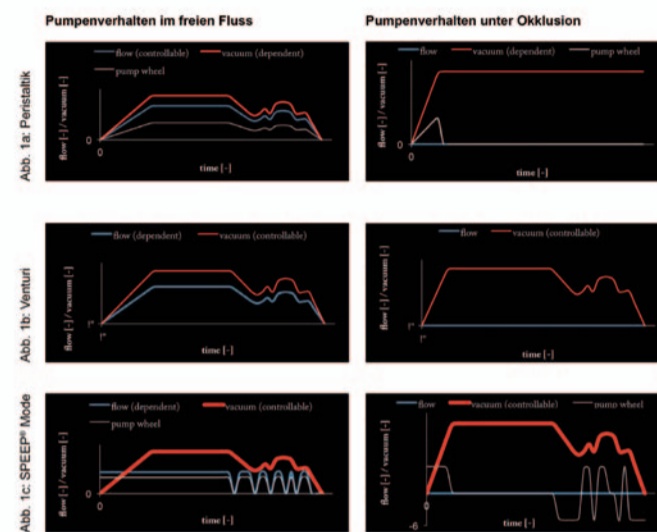 Pumpenverhalten im freien Fluss
Pumpenverhalten unter Okklusion
Abb. 1a: Peristaltik
flow (controllable) vacuum (dependent)
pump wheel
flow [-] / vacuum [-]
0
0
time [-]
flow vacuum (dependent) pump wheel
flow [-] / vacuum [-]
0
0
time [-]
Abb. 1b: Venturi
flow (dependent) vacuum (controllable)
flow [-] / vacuum [-]
!"
!"
time [-]
flow vacuum (controllable)
flow [-] / vacuum [-]
!"
!"
time [-]
Abb. 1c: SPEEP® Mode
flow (dependent) vacuum (controllable)
pump wheel
flow [-] / vacuum [-]
0
0
time [-]
flow vacuum (controllable) pump wheel
flow [-] / vacuum [-]
0
-6
time [-]